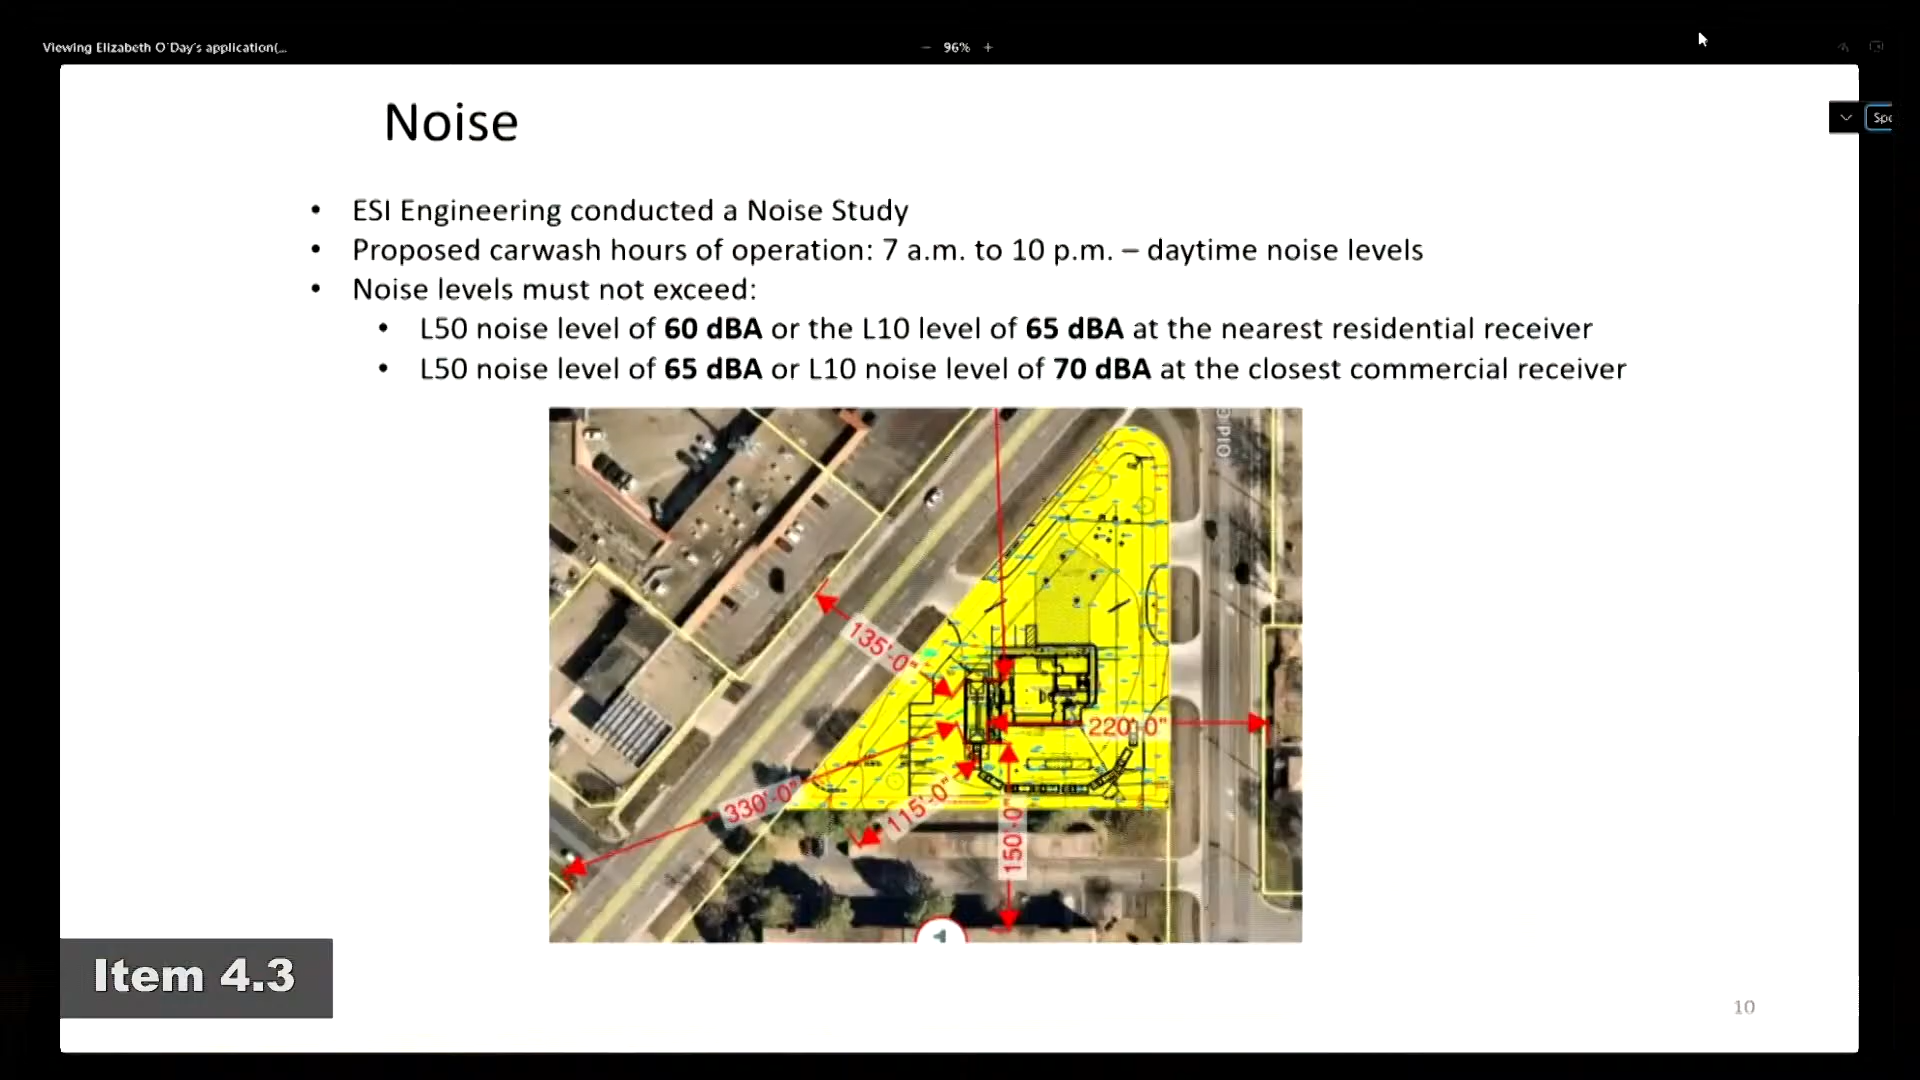 Viewing Elizabeth O'Day's application(...
− 96% +
Spe
Noise
• ESI Engineering conducted a Noise Study
• Proposed carwash hours of operation: 7 a.m. to 10 p.m. – daytime noise levels
• Noise levels must not exceed:
• L50 noise level of 60 dBA or the L10 level of 65 dBA at the nearest residential receiver
• L50 noise level of 65 dBA or L10 noise level of 70 dBA at the closest commercial receiver
Old G
135'-0"
220'-0"
330'-0"
115'-0"
150'-0"
1
Item 4.3
10